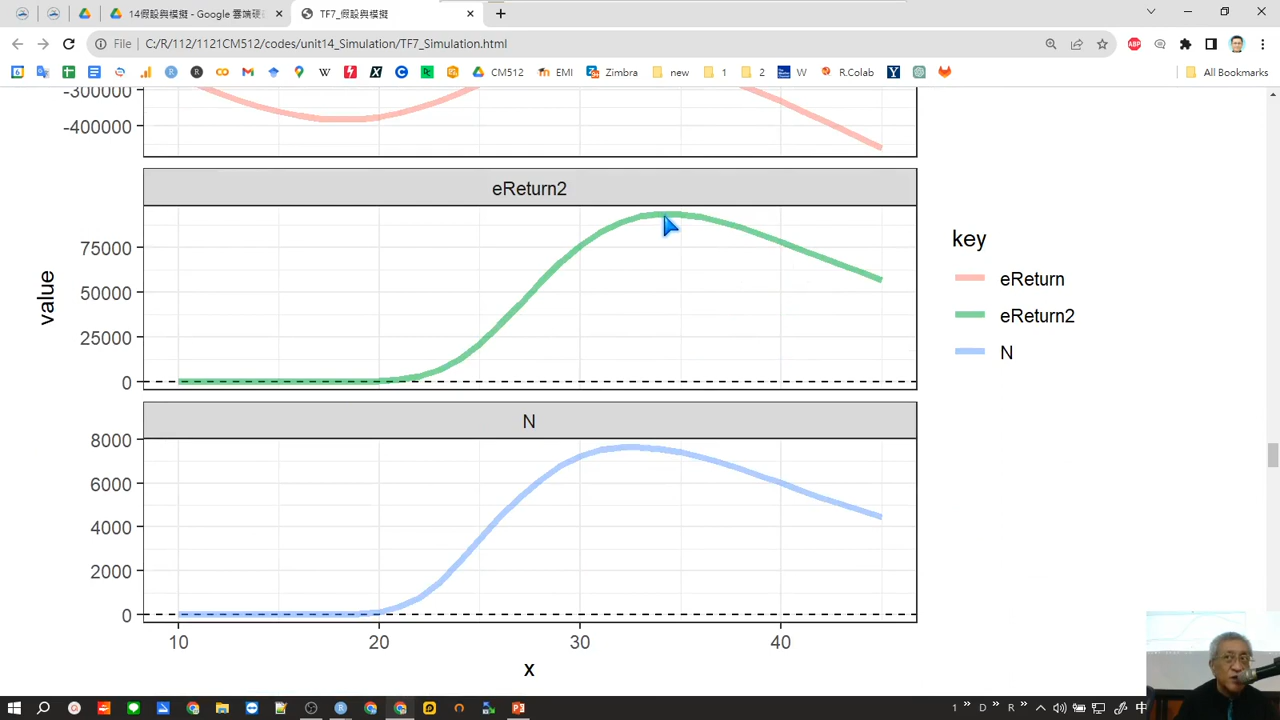 14假設與模擬 - Google 雲端硬
TF7_假設與模擬
File
C:/R/112/1121CM512/codes/unit14_Simulation/TF7_Simulation.html
CM512
EMI
Zimbra
new
1
2
W
R.Colab
All Bookmarks
-300000
-400000
eReturn2
75000
50000
25000
0
value
N
8000
6000
4000
2000
0
10
20
30
40
x
key
eReturn
eReturn2
N
1
D
R
中